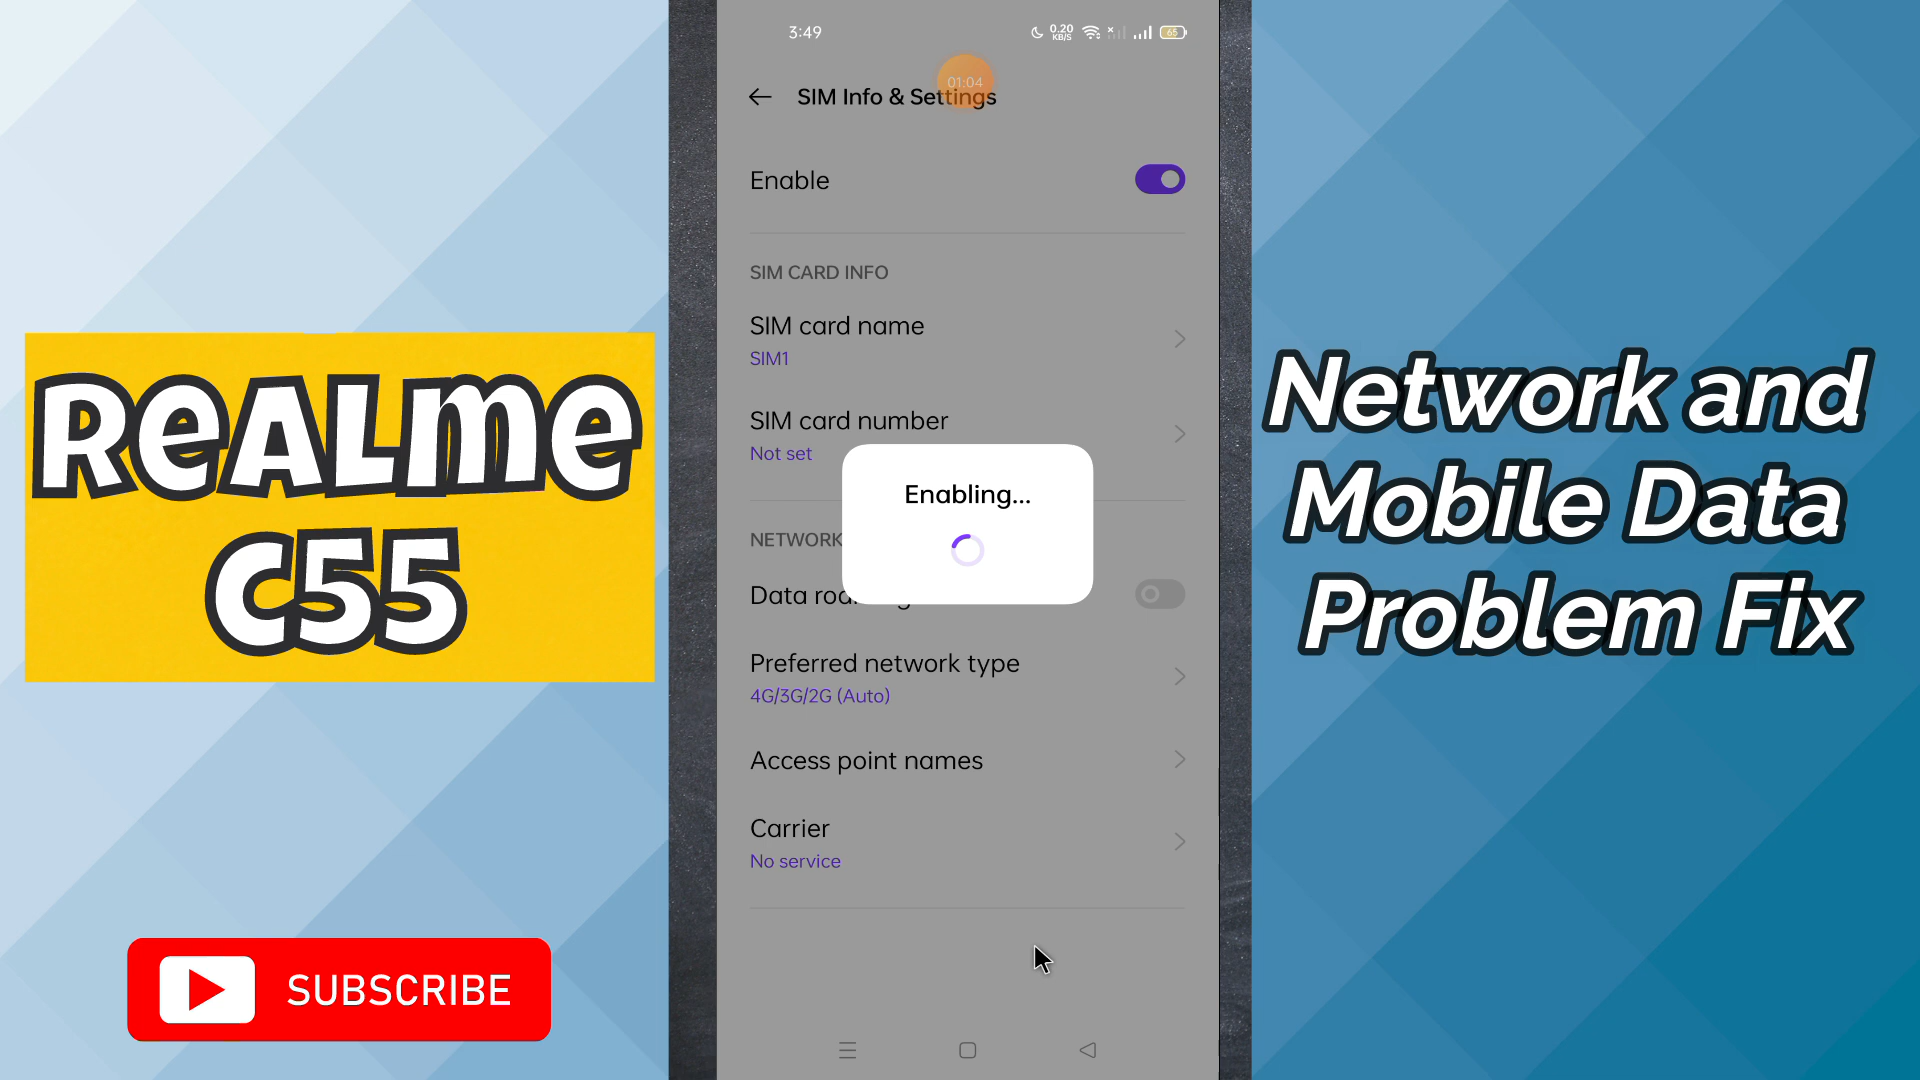 ReaLme
C55
SUBSCRIBE
3:49
0.20
KB/S
65
01:04
SIM Info & Settings
Enable
SIM CARD INFO
SIM card name
SIM1
SIM card number
Not set
Enabling...
NETWORK
Preferred network type
4G/3G/2G (Auto)
Access point names
Carrier
No service
Network and
Mobile Data
Problem Fix